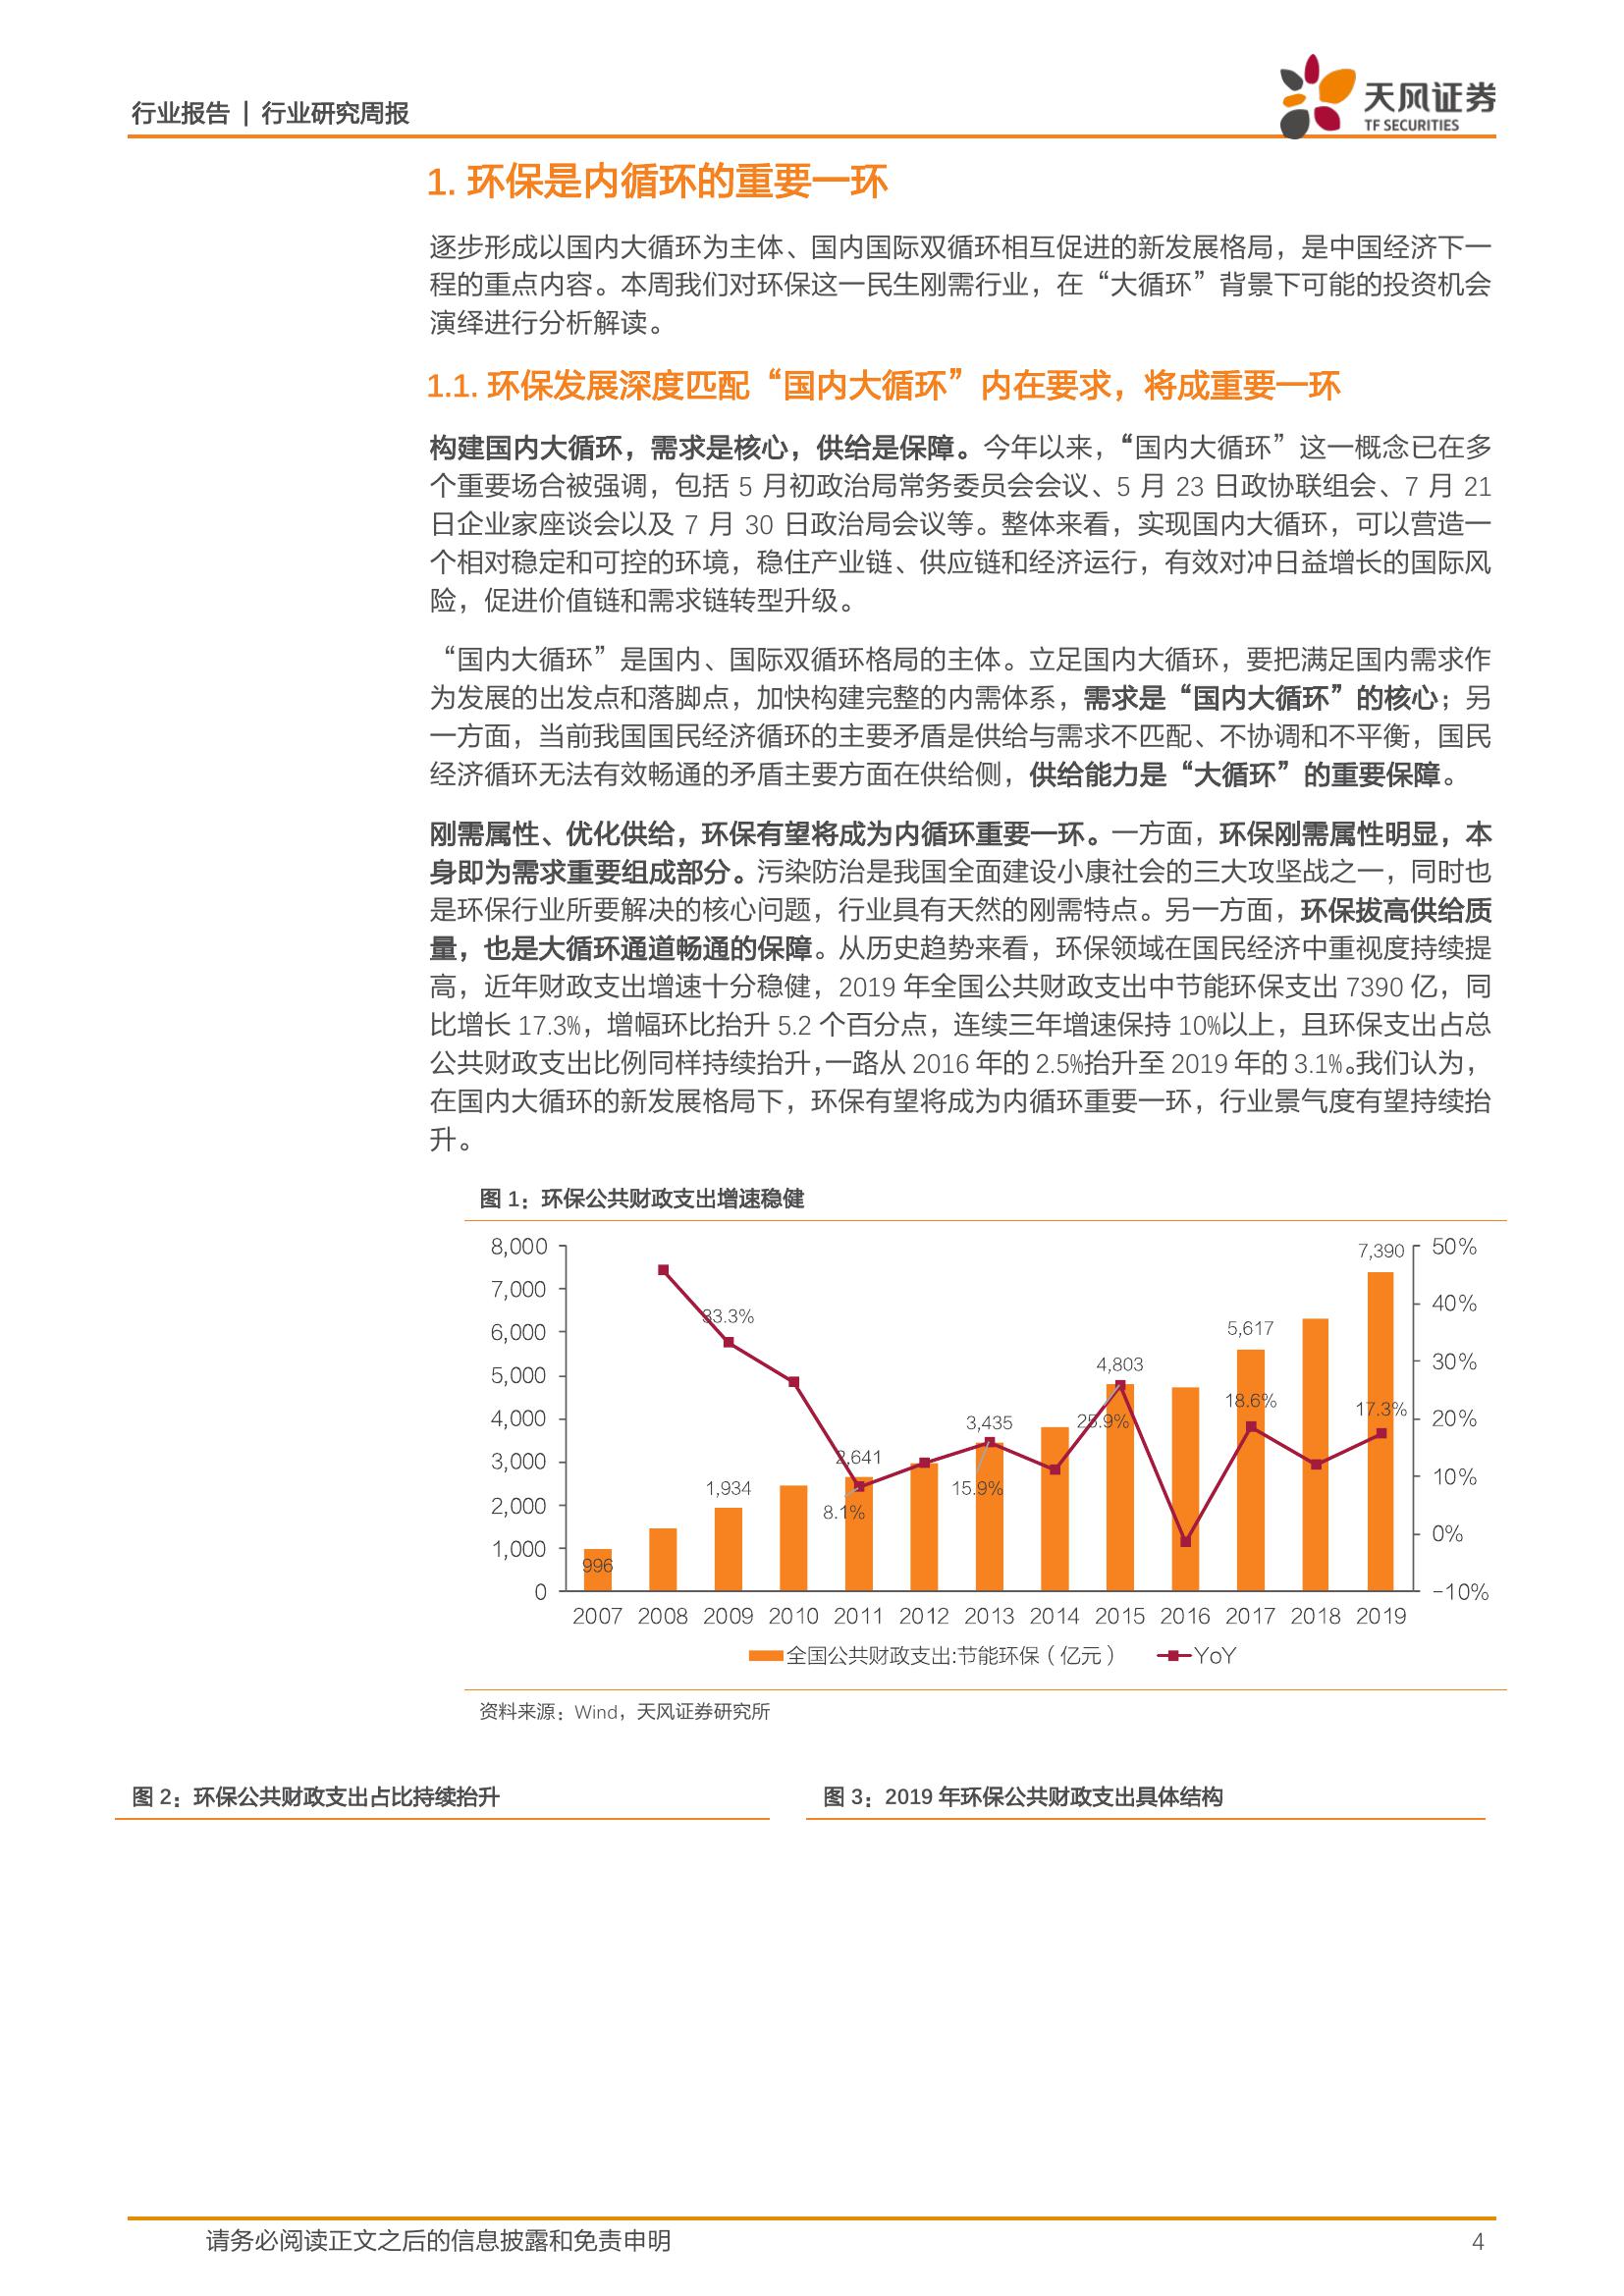 行业报告 | 行业研究周报
天风证券
TF SECURITIES
1. 环保是内循环的重要一环
逐步形成以国内大循环为主体、国内国际双循环相互促进的新发展格局，是中国经济下一
程的重点内容。本周我们对环保这一民生刚需行业，在“大循环”背景下可能的投资机会
演绎进行分析解读。
1.1. 环保发展深度匹配“国内大循环”内在要求，将成重要一环
构建国内大循环，需求是核心，供给是保障。今年以来，“国内大循环”这一概念已在多
个重要场合被强调，包括 5 月初政治局常务委员会会议、5 月 23 日政协联组会、7 月 21
日企业家座谈会以及 7 月 30 日政治局会议等。整体来看，实现国内大循环，可以营造一
个相对稳定和可控的环境，稳住产业链、供应链和经济运行，有效对冲日益增长的国际风
险，促进价值链和需求链转型升级。
“国内大循环”是国内、国际双循环格局的主体。立足国内大循环，要把满足国内需求作
为发展的出发点和落脚点，加快构建完整的内需体系，需求是“国内大循环”的核心；另
一方面，当前我国国民经济循环的主要矛盾是供给与需求不匹配、不协调和不平衡，国民
经济循环无法有效畅通的矛盾主要方面在供给侧，供给能力是“大循环”的重要保障。
刚需属性、优化供给，环保有望将成为内循环重要一环。一方面，环保刚需属性明显，本
身即为需求重要组成部分。污染防治是我国全面建设小康社会的三大攻坚战之一，同时也
是环保行业所要解决的核心问题，行业具有天然的刚需特点。另一方面，环保拔高供给质
量，也是大循环通道畅通的保障。从历史趋势来看，环保领域在国民经济中重视度持续提
高，近年财政支出增速十分稳健，2019 年全国公共财政支出中节能环保支出 7390 亿，同
比增长 17.3%，增幅环比抬升 5.2 个百分点，连续三年增速保持 10%以上，且环保支出占总
公共财政支出比例同样持续抬升，一路从 2016 年的 2.5%抬升至 2019 年的 3.1%。我们认为，
在国内大循环的新发展格局下，环保有望将成为内循环重要一环，行业景气度有望持续抬
升。
图 1：环保公共财政支出增速稳健
8,000
7,000
6,000
5,000
4,000
3,000
2,000
1,000
0
50%
40%
30%
20%
10%
0%
-10%
996
1,934
2,641
3,435
4,803
5,617
7,390
33.3%
8.1%
15.9%
25.9%
18.6%
17.3%
2007 2008 2009 2010 2011 2012 2013 2014 2015 2016 2017 2018 2019
全国公共财政支出:节能环保（亿元） YoY
资料来源：Wind，天风证券研究所
图 2：环保公共财政支出占比持续抬升
图 3：2019 年环保公共财政支出具体结构
请务必阅读正文之后的信息披露和免责申明
4